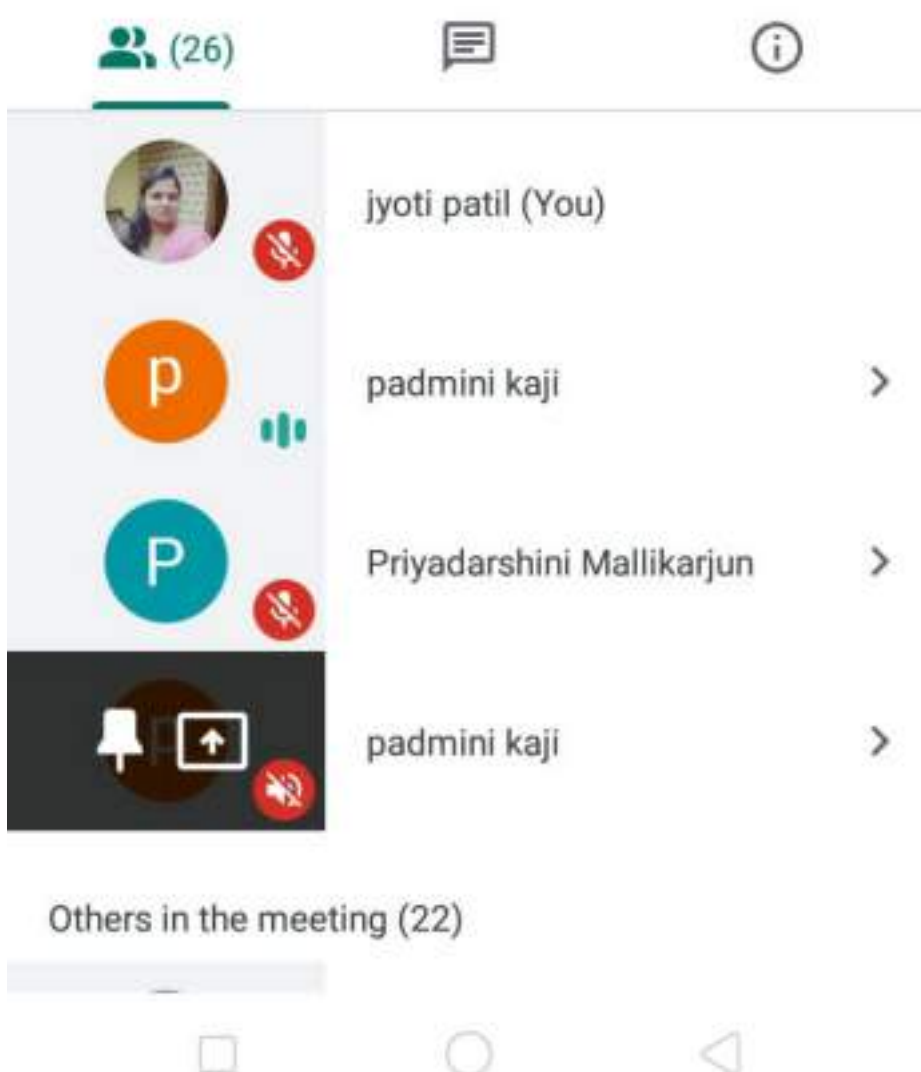 (26)
jyoti patil (You)
p
padmini kaji
P
Priyadarshini Mallikarjun
padmini kaji
Others in the meeting (22)